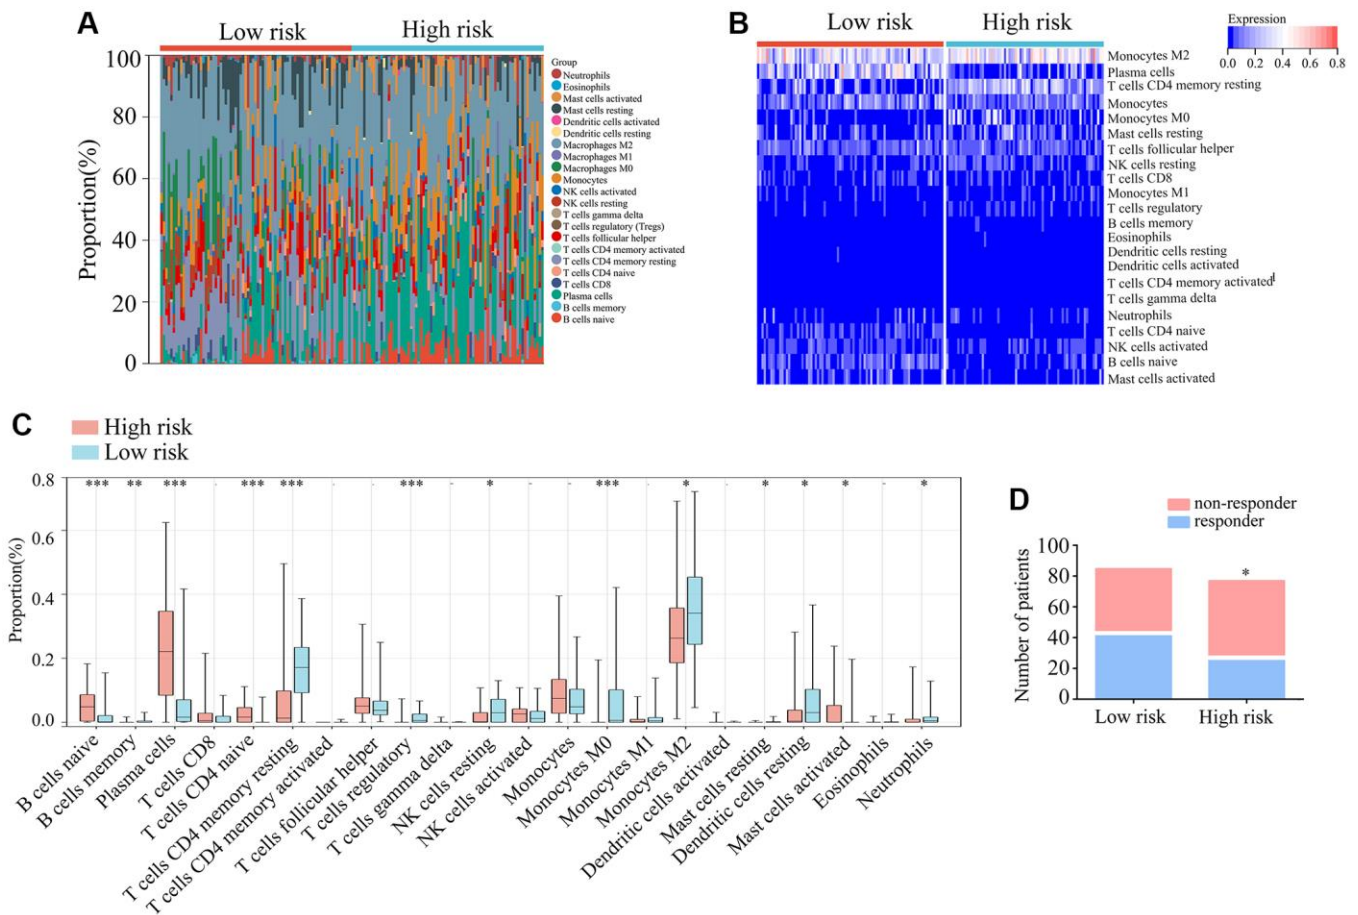 A
Low risk
High risk
Proportion(%)
100
80
60
40
20
0
Group
Neutrophils
Eosinophils
Mast cells activated
Mast cells resting
Dendritic cells activated
Dendritic cells resting
Macrophages M2
Macrophages M1
Macrophages M0
Monocytes
NK cells activated
NK cells resting
T cells gamma delta
T cells regulatory (Tregs)
T cells follicular helper
T cells CD4 memory activated
T cells CD4 memory resting
T cells CD4 naive
T cells CD8
Plasma cells
B cells memory
B cells naive
B
Low risk
High risk
Expression
0.0 0.2 0.4 0.6 0.8
Monocytes M2
Plasma cells
T cells CD4 memory resting
Monocytes
Monocytes M0
Mast cells resting
T cells follicular helper
NK cells resting
T cells CD8
Monocytes M1
T cells regulatory
B cells memory
Eosinophils
Dendritic cells resting
Dendritic cells activated
T cells CD4 memory activated
T cells gamma delta
Neutrophils
T cells CD4 naive
NK cells activated
B cells naive
Mast cells activated
C
High risk
Low risk
Proportion(%)
0.8
0.6
0.4
0.2
0.0
*** ** *** *** *** *** * *** * * * * *
B cells naive
B cells memory
Plasma cells
T cells CD8
T cells CD4 naive
T cells CD4 memory resting
T cells CD4 memory activated
T cells follicular helper
T cells regulatory
T cells gamma delta
NK cells resting
NK cells activated
Monocytes
Monocytes M0
Monocytes M1
Monocytes M2
Dendritic cells activated
Mast cells resting
Dendritic cells resting
Mast cells activated
Eosinophils
Neutrophils
D
non-responder
responder
Number of patients
100
80
60
40
20
0
*
Low risk
High risk